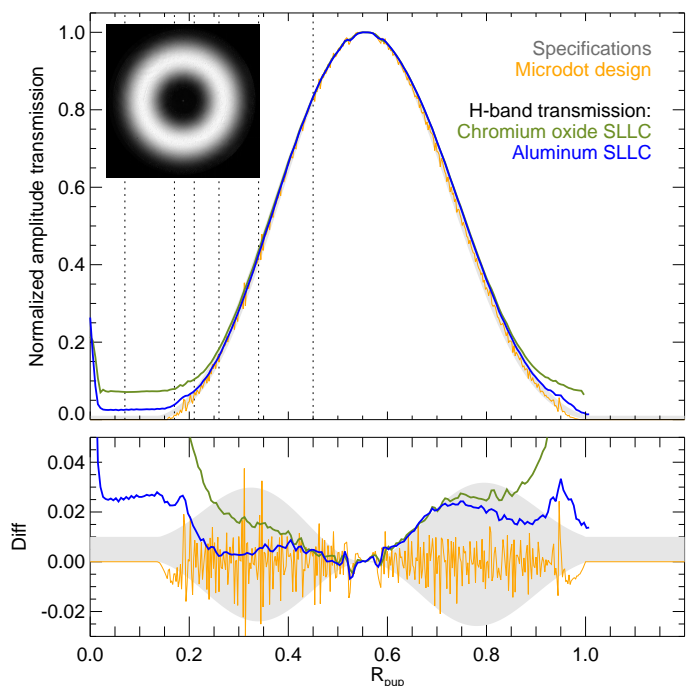 Normalized amplitude transmission
1.0
0.8
0.6
0.4
0.2
0.0
Specifications
Microdot design
H-band transmission:
Chromium oxide SLLC
Aluminum SLLC
Diff
0.04
0.02
0.00
-0.02
0.0
0.2
0.4
0.6
0.8
1.0
R_pup